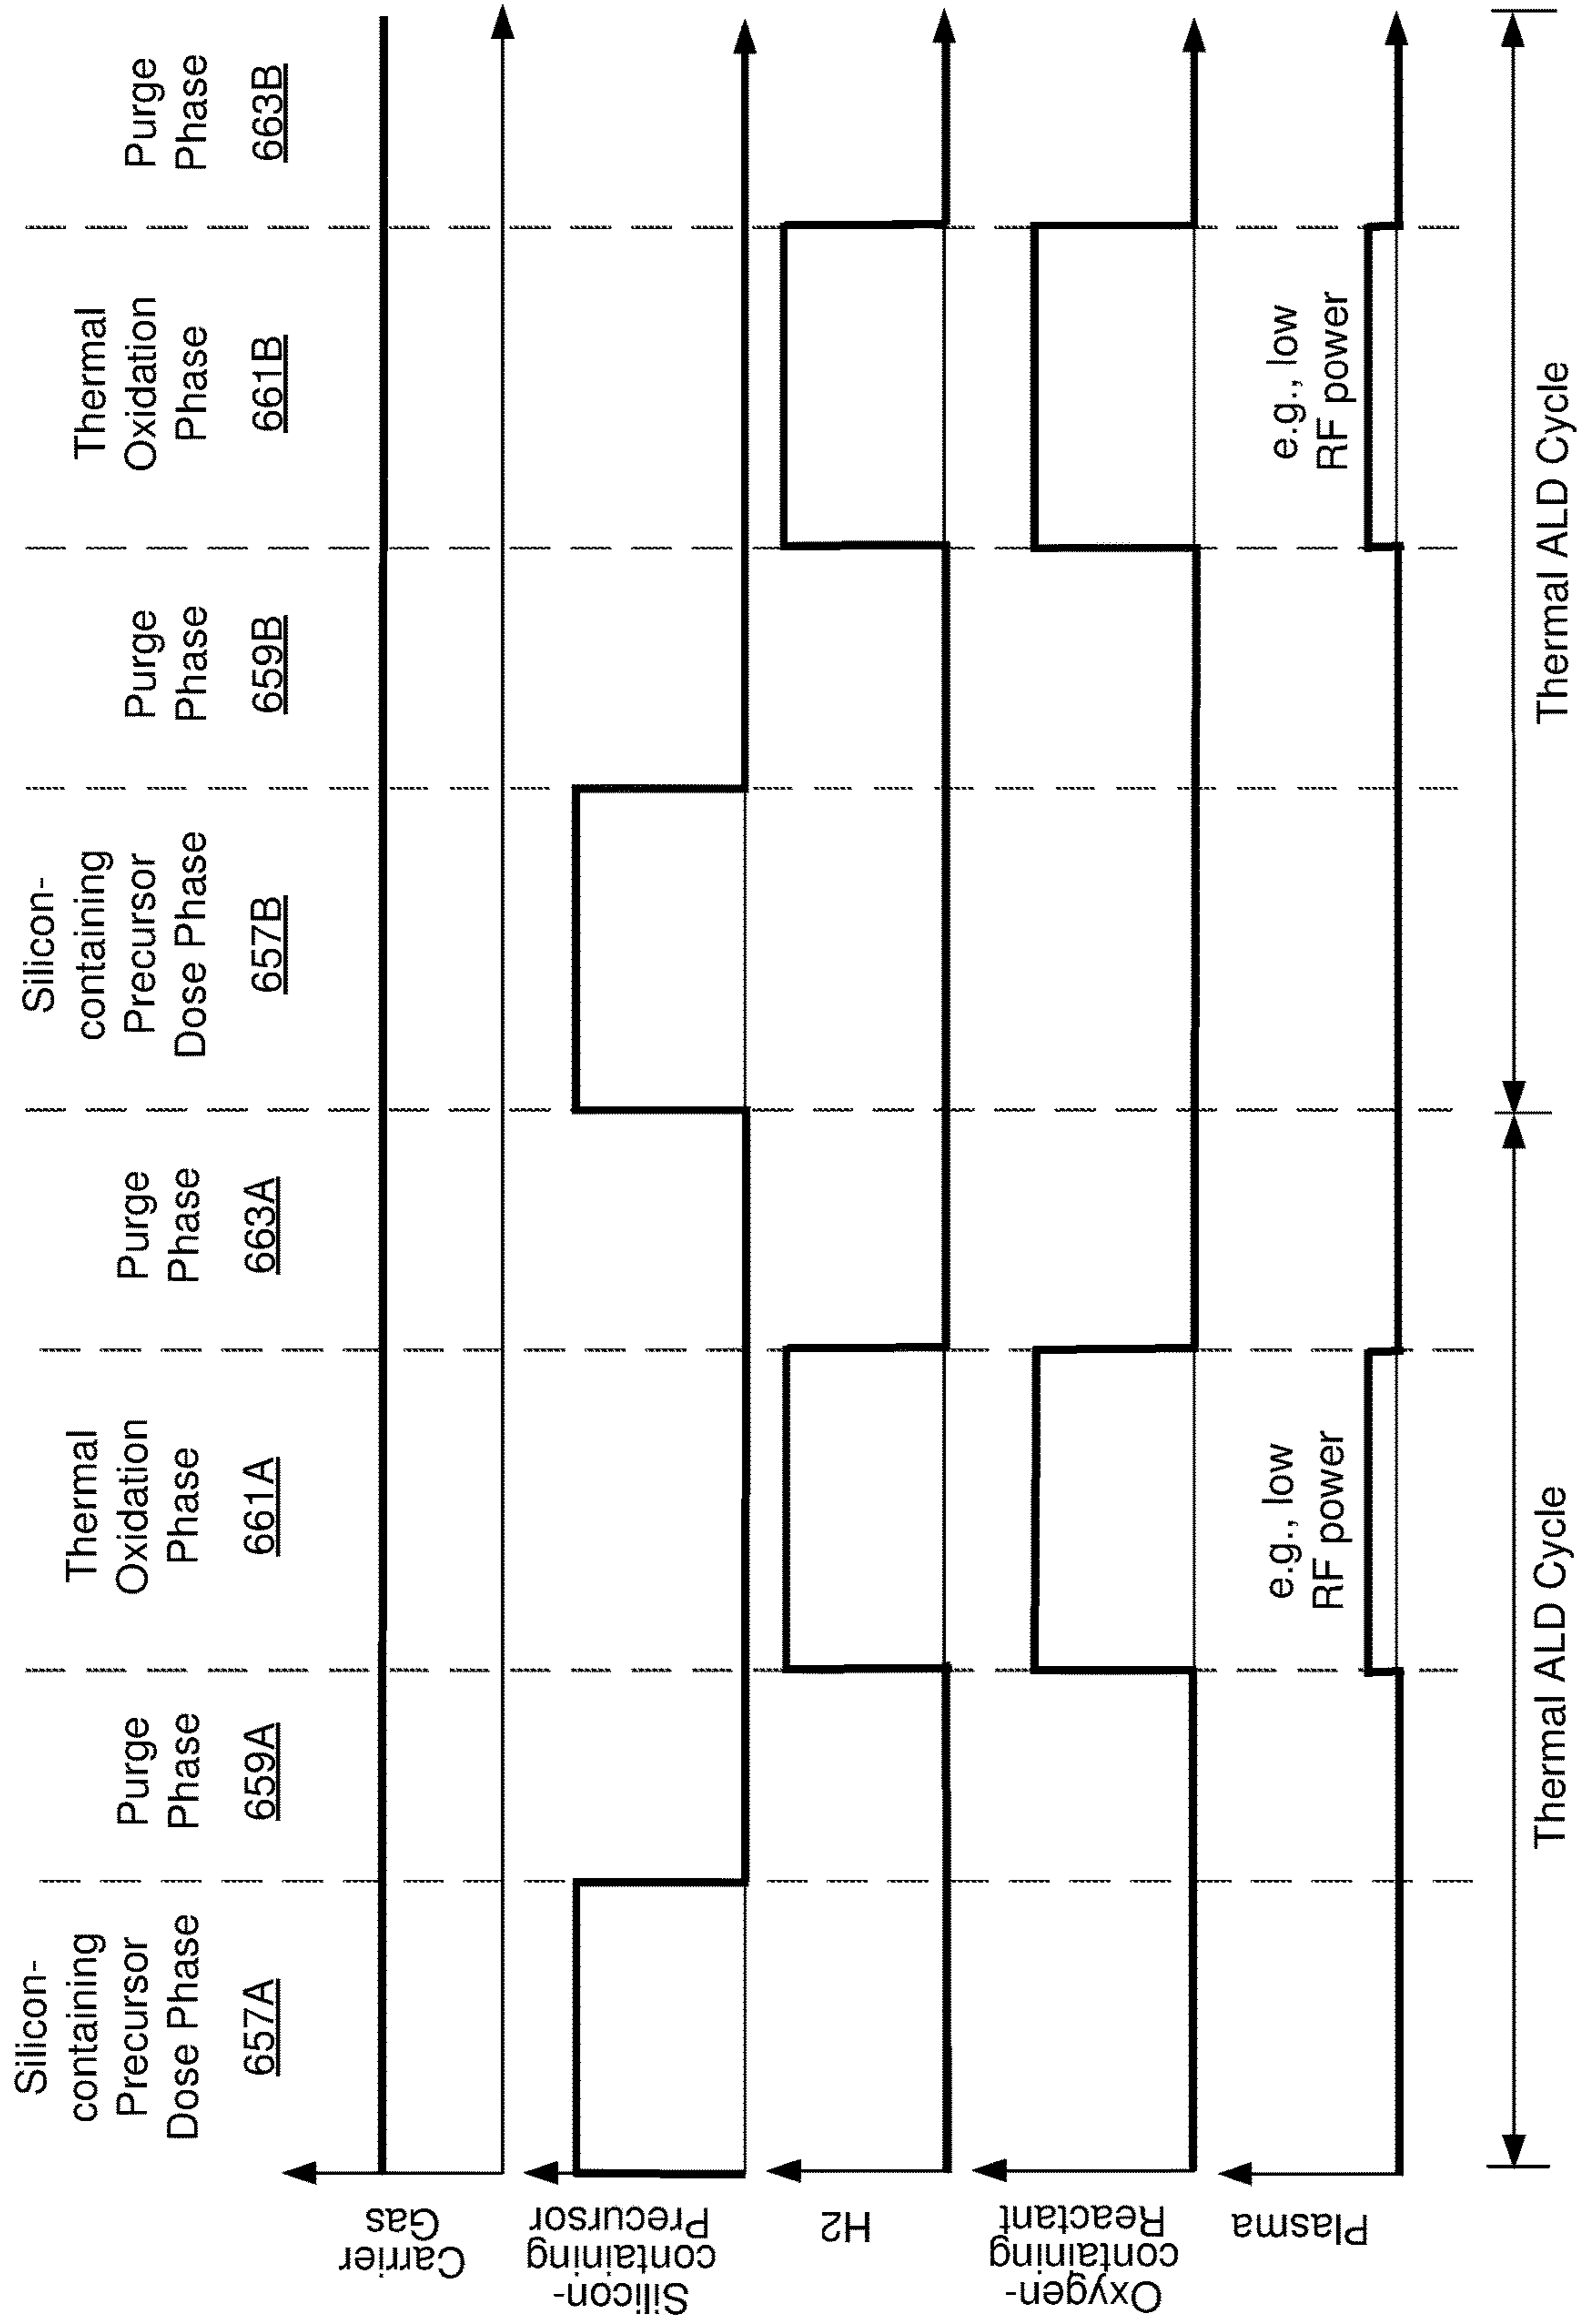 Silicon-
containing
Precursor
Dose Phase
657A
Purge
Phase
659A
Thermal
Oxidation
Phase
661A
Purge
Phase
663A
Silicon-
containing
Precursor
Dose Phase
657B
Purge
Phase
659B
Thermal
Oxidation
Phase
661B
Purge
Phase
663B
Carrier
Gas
Silicon-
containing
Precursor
H2
Oxygen-
containing
Reactant
Plasma
e.g., low
RF power
e.g., low
RF power
Thermal ALD Cycle
Thermal ALD Cycle